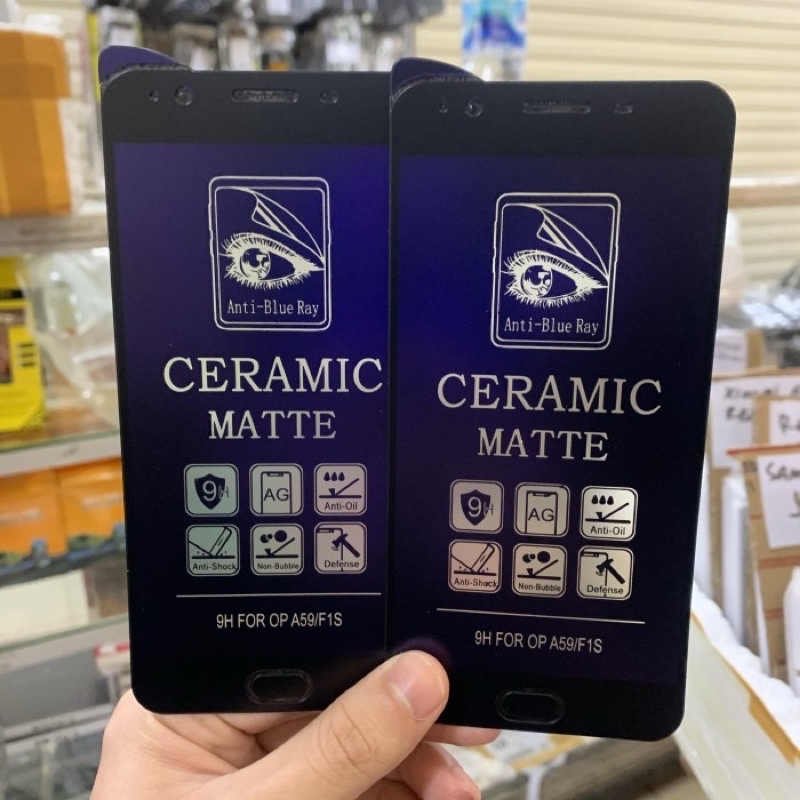 Anti-Blue Ray
CERAMIC
MATTE
9H
AG
Anti-Oil
Anti-Shock
Non-Bubble
Defense
9H FOR OP A59/F1S
Anti-Blue Ray
CERAMIC
MATTE
9H
AG
Anti-Oil
Anti-Shock
Non-Bubble
Defense
9H FOR OP A59/F1S